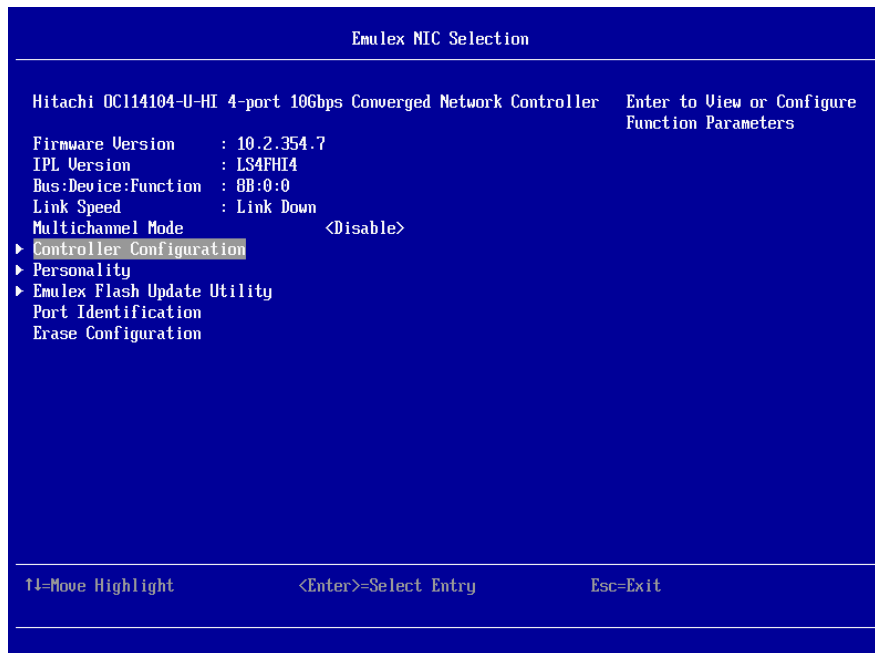 Emulex NIC Selection
Hitachi OCl14104-U-HI 4-port 10Gbps Converged Network Controller
Enter to View or Configure
Function Parameters
Firmware Version : 10.2.354.7
IPL Version : LS4FHI4
Bus:Device:Function : 8B:0:0
Link Speed : Link Down
Multichannel Mode <Disable>
Controller Configuration
Personality
Emulex Flash Update Utility
Port Identification
Erase Configuration
↑↓=Move Highlight <Enter>=Select Entry Esc=Exit